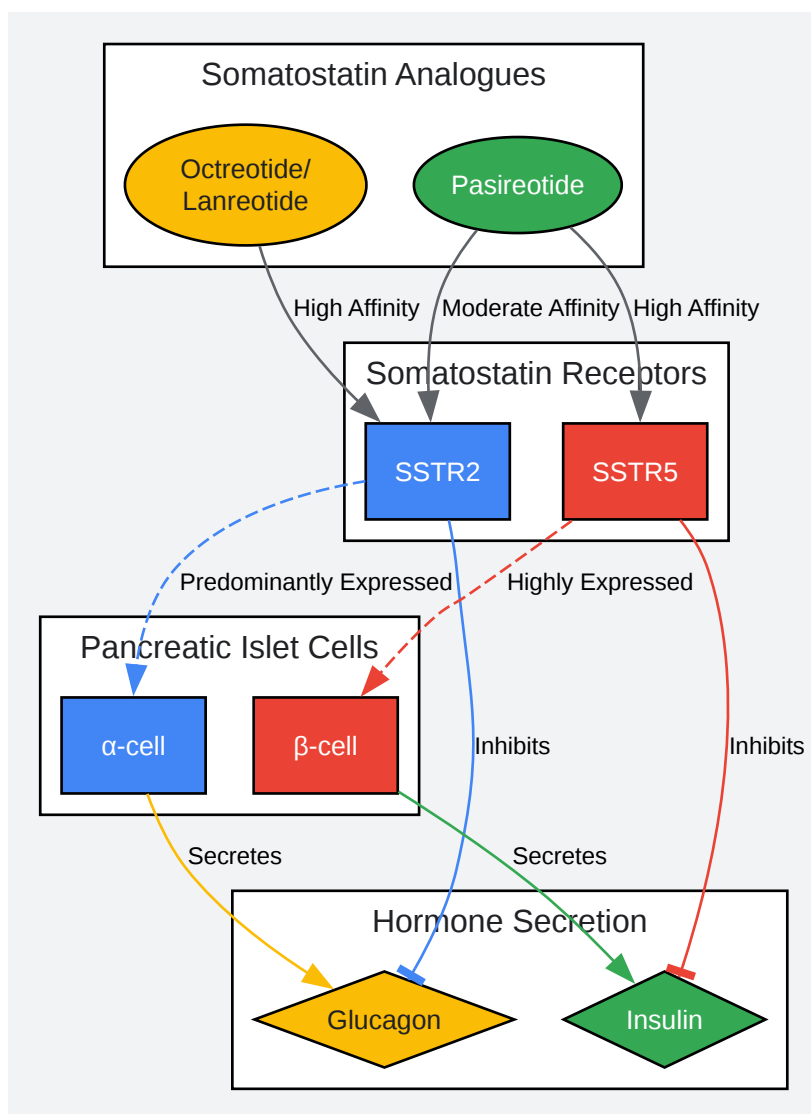 Somatostatin Analogues
Octreotide/
Lanreotide
Pasireotide
High Affinity
Moderate Affinity
High Affinity
Somatostatin Receptors
SSTR2
SSTR5
Predominantly Expressed
Highly Expressed
Pancreatic Islet Cells
α-cell
β-cell
Inhibits
Inhibits
Secretes
Secretes
Hormone Secretion
Glucagon
Insulin